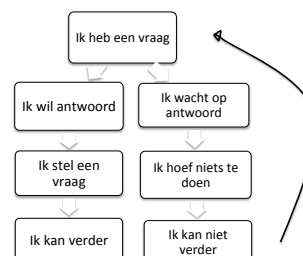 Ik heb een vraag
Ik wil antwoord
Ik wacht op
antwoord
Ik stel een
vraag
Ik hoef niets te
doen
Ik kan verder
Ik kan niet
verder